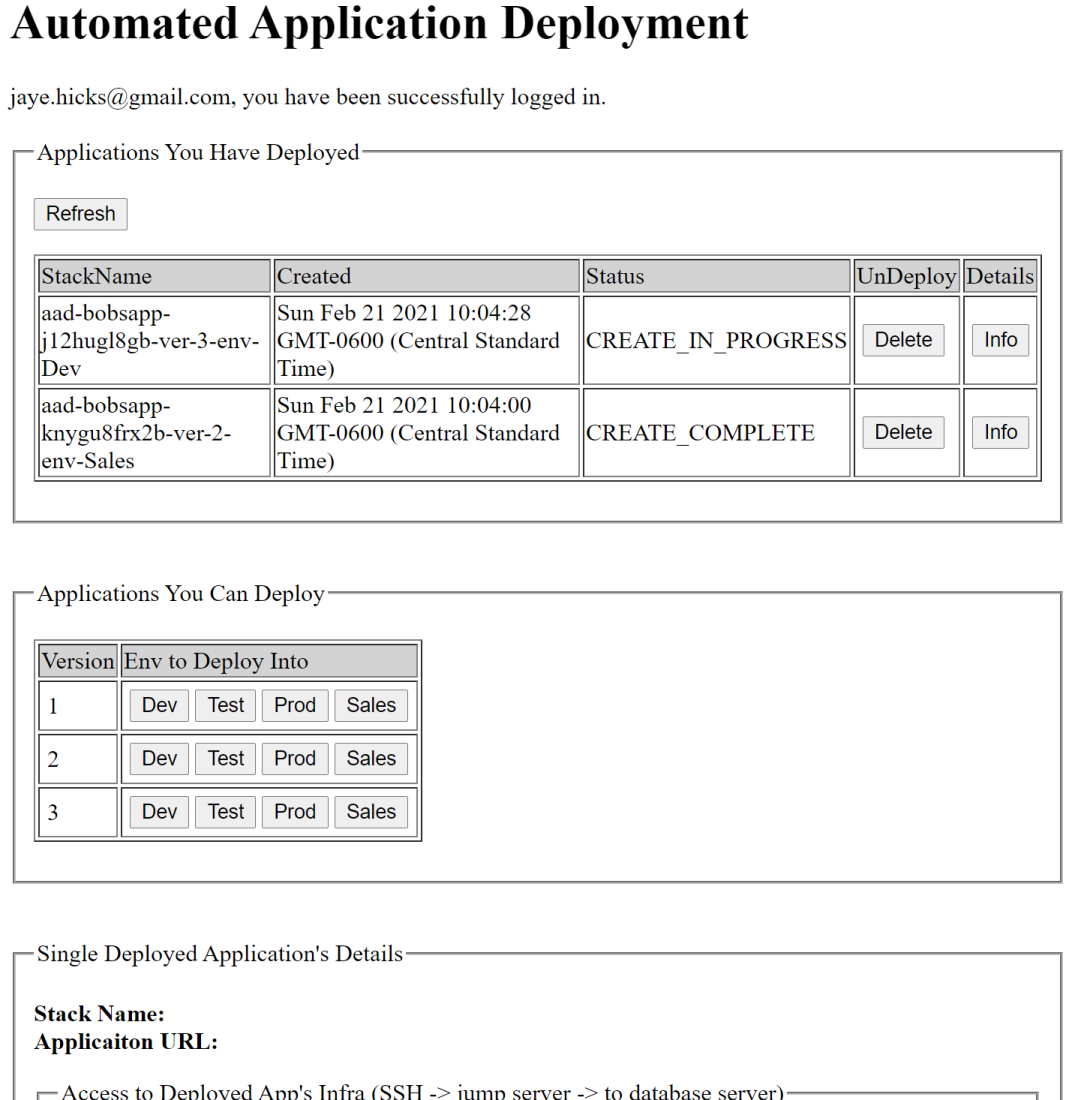 Automated Application Deployment
jaye.hicks@gmail.com, you have been successfully logged in.
Applications You Have Deployed
Refresh
StackName Created Status UnDeploy Details
aad-bobsapp- Sun Feb 21 2021 10:04:28
j12hugl8gb-ver-3-env- GMT-0600 (Central Standard CREATE_IN_PROGRESS Delete Info
Dev Time)
aad-bobsapp- Sun Feb 21 2021 10:04:00
knygu8frx2b-ver-2- GMT-0600 (Central Standard CREATE_COMPLETE Delete Info
env-Sales Time)
Applications You Can Deploy
Version Env to Deploy Into
1 Dev Test Prod Sales
2 Dev Test Prod Sales
3 Dev Test Prod Sales
Single Deployed Application's Details
Stack Name:
Applicaiton URL:
Access to Deployed App's Infra (SSH -> jump server -> to database server)